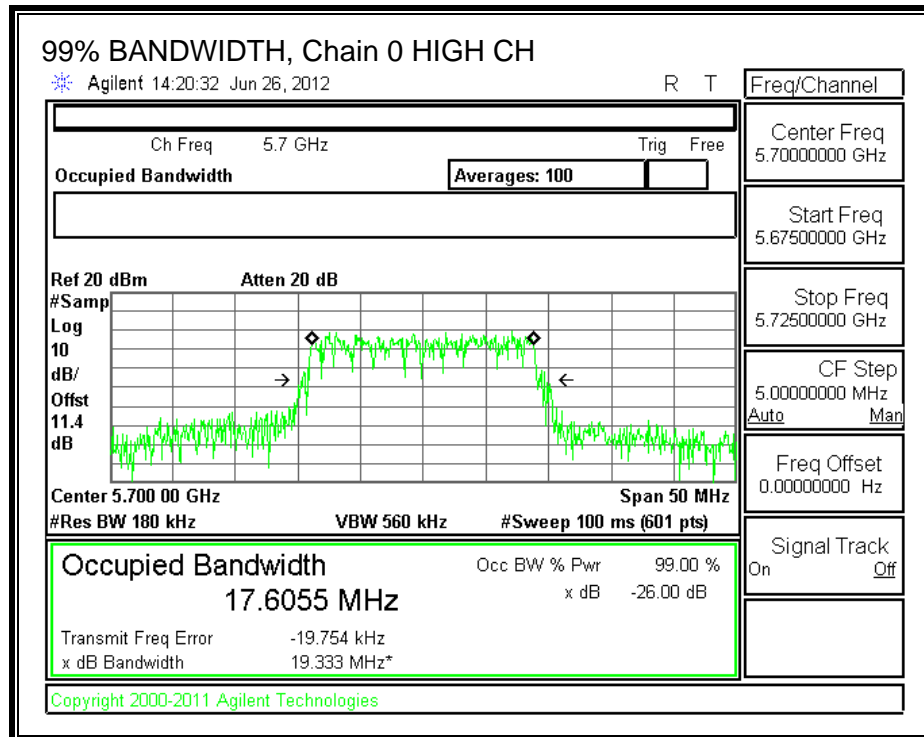 99% BANDWIDTH, Chain 0 HIGH CH
Agilent 14:20:32 Jun 26, 2012 R T
Freq/Channel
Ch Freq 5.7 GHz Trig Free
Occupied Bandwidth Averages: 100
Center Freq
5.70000000 GHz
Start Freq
5.67500000 GHz
Stop Freq
5.72500000 GHz
CF Step
5.00000000 MHz
Auto Man
Freq Offset
0.00000000 Hz
Signal Track
On Off
Ref 20 dBm Atten 20 dB
#Samp
Log
10
dB/
Offst
11.4
dB
Center 5.700 00 GHz Span 50 MHz
#Res BW 180 kHz VBW 560 kHz #Sweep 100 ms (601 pts)
Occupied Bandwidth Occ BW % Pwr 99.00 %
17.6055 MHz x dB -26.00 dB
Transmit Freq Error -19.754 kHz
x dB Bandwidth 19.333 MHz*
Copyright 2000-2011 Agilent Technologies